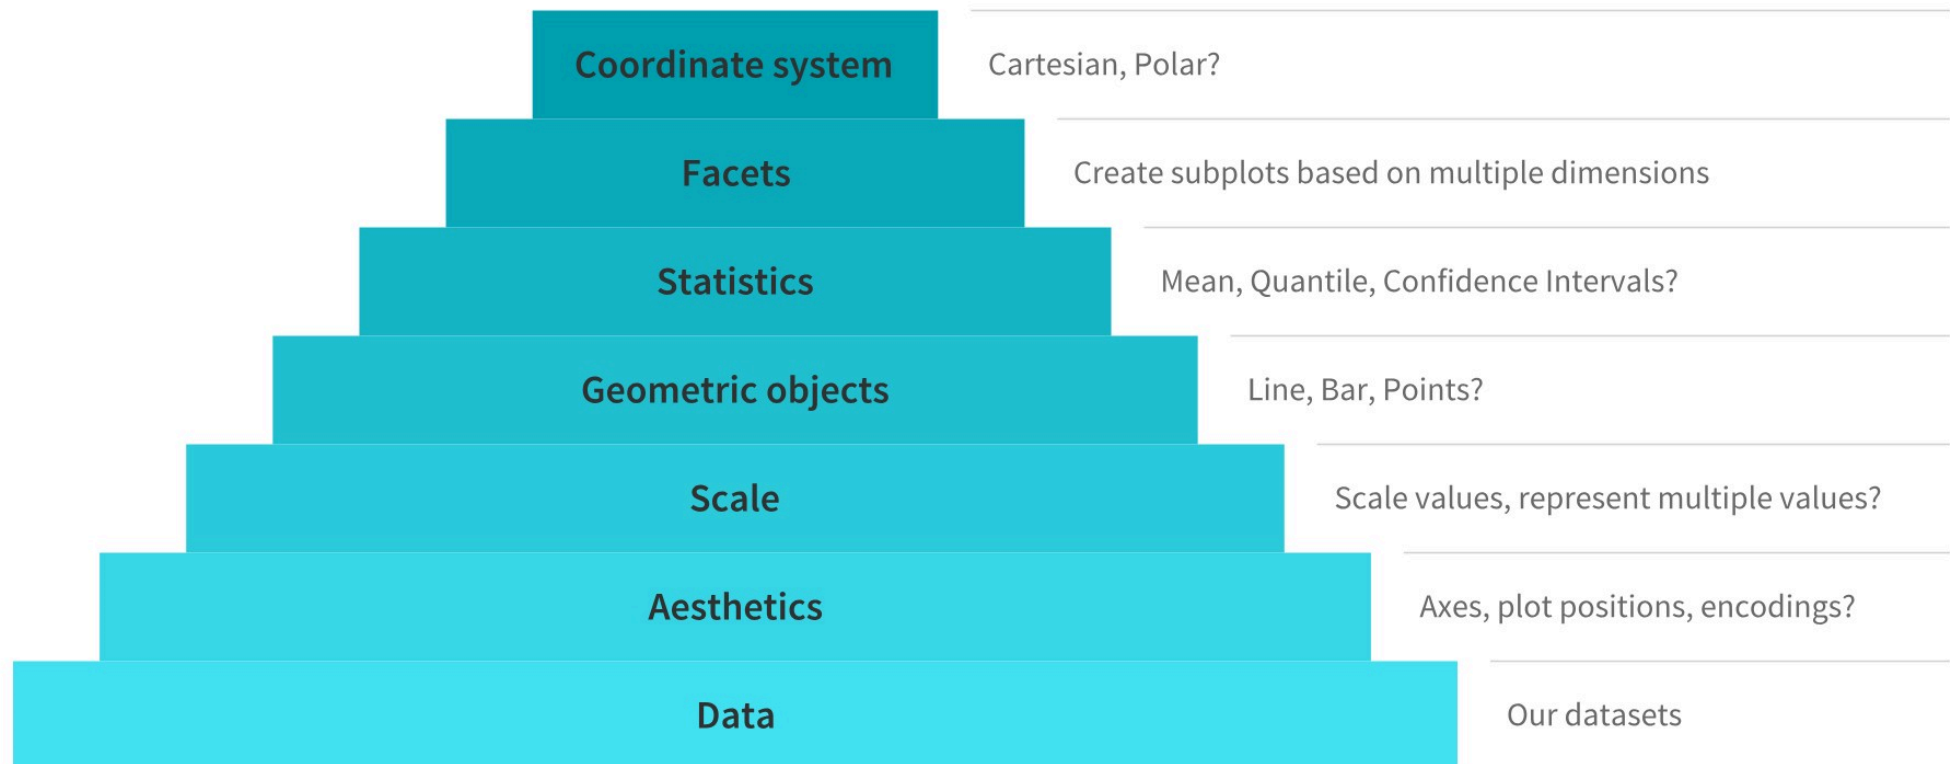 Coordinate system
Cartesian, Polar?
Facets
Create subplots based on multiple dimensions
Statistics
Mean, Quantile, Confidence Intervals?
Geometric objects
Line, Bar, Points?
Scale
Scale values, represent multiple values?
Aesthetics
Axes, plot positions, encodings?
Data
Our datasets